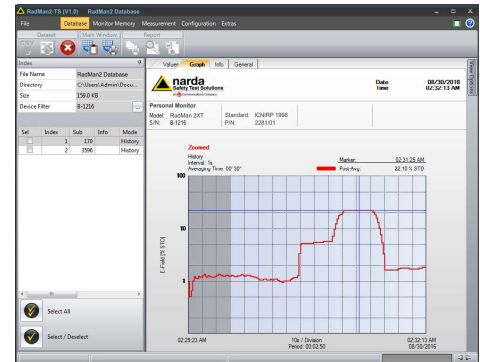 RadMan2-TS (V1.0) RadMan2 Database
File Database Monitor Memory Measurement Configuration Extras
Dataset Main Window Report
Index
File Name RadMan2 Database
Directory C:\Users\Admin\Docu...
Size 159.0 KB
Device Filter B-1216 ...
Sel Index Sub Info Mode
1 170 History
2 3596 History
Select All
Select / Deselect
Values Graph Info General
View Options
narda
Safety Test Solutions
Date 08/30/2018
Time 02:32:13 AM
Personal Monitor
Model: RadMan 2XT Standard: ICNIRP 1998
S/N: B-1216 P/N: 2281/01
Zoomed
History
Interval: 1s
Averaging Time: 00' 30"
Marker: 02:31:25 AM
Past-Avg. 22.10 % STD
100
10
1
E-Field [% STD]
02:29:23 AM 10s / Division 02:32:13 AM
Period: 00:02:50 08/30/2016